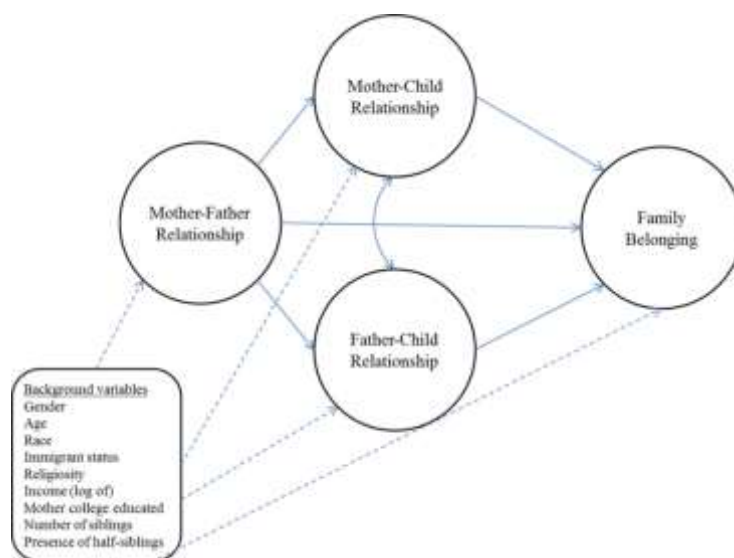 Mother-Child
Relationship
Mother-Father
Relationship
Family
Belonging
Father-Child
Relationship
Background variables
Gender
Age
Race
Immigrant status
Religiosity
Income (log of)
Mother college educated
Number of siblings
Presence of half-siblings